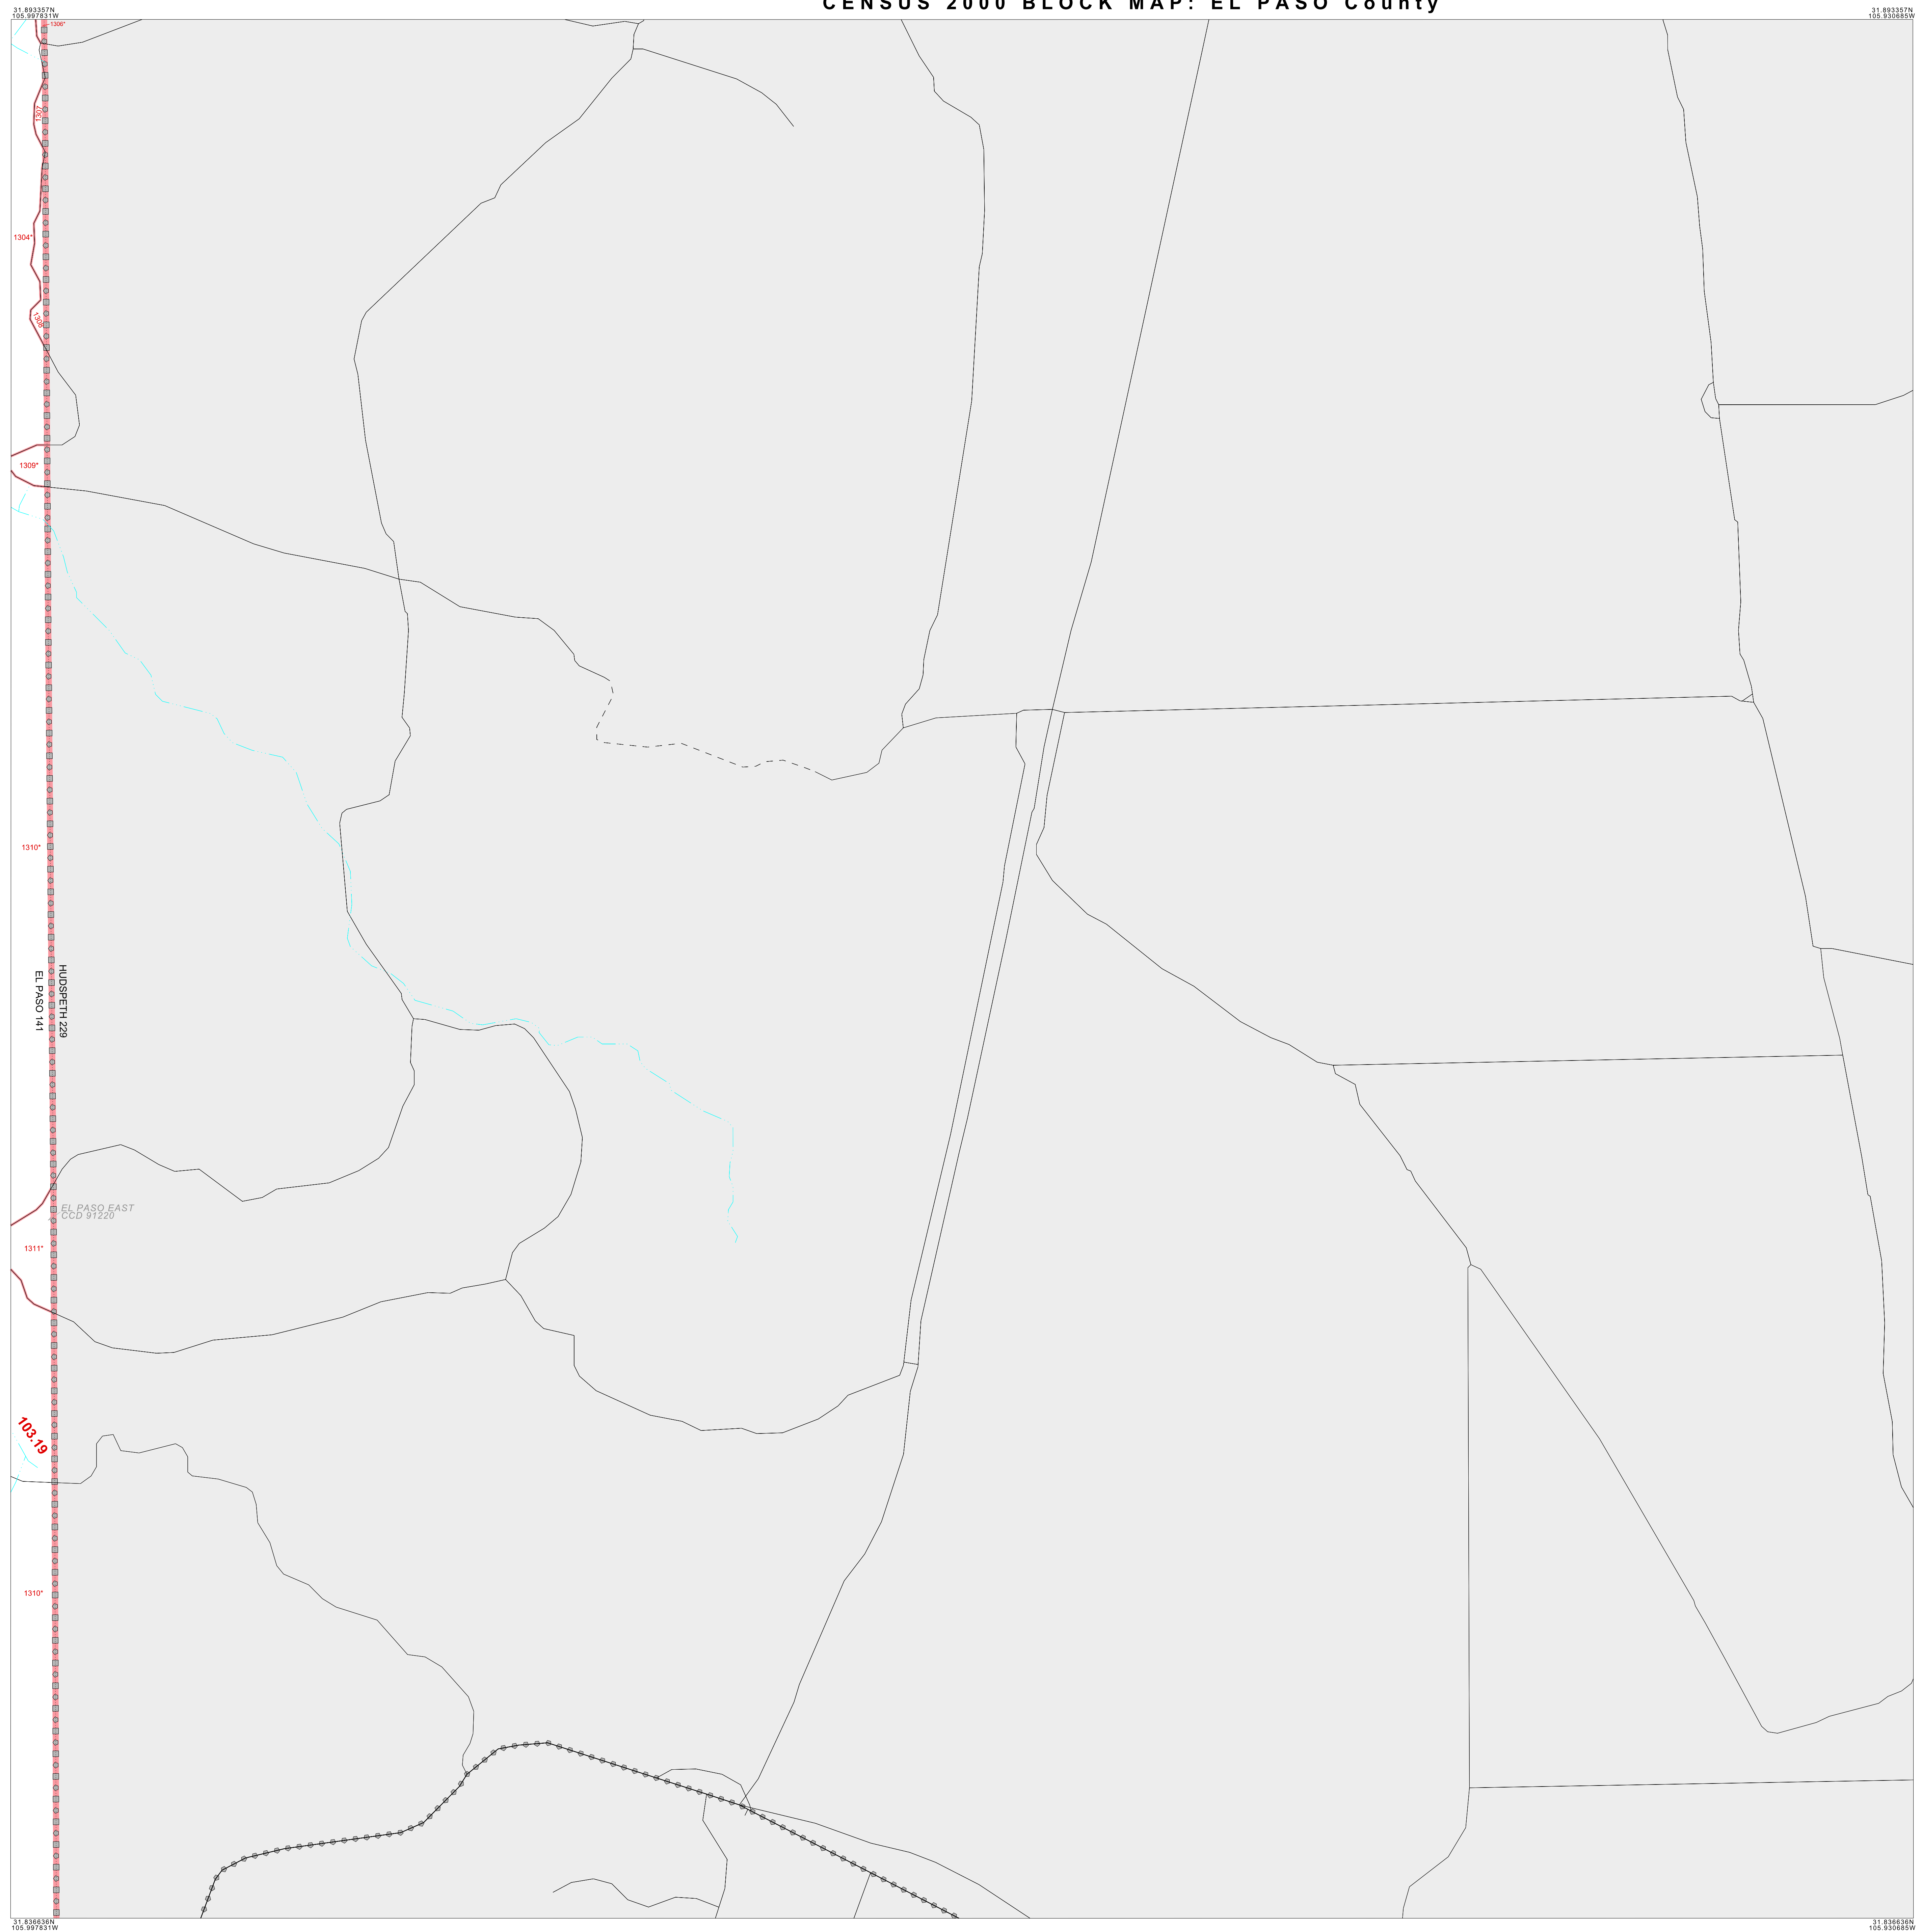 CENSUS 2000 BLOCK MAP: EL PASO County
31.893357N
105.997831W
31.893357N
105.930685W
1306*
1307
1304*
1308
1309*
1310*
HUDSPETH 229
EL PASO 141
EL PASO EAST
CCD 91220
1311*
103.19
1310*
31.836636N
105.997831W
31.836636N
105.930685W